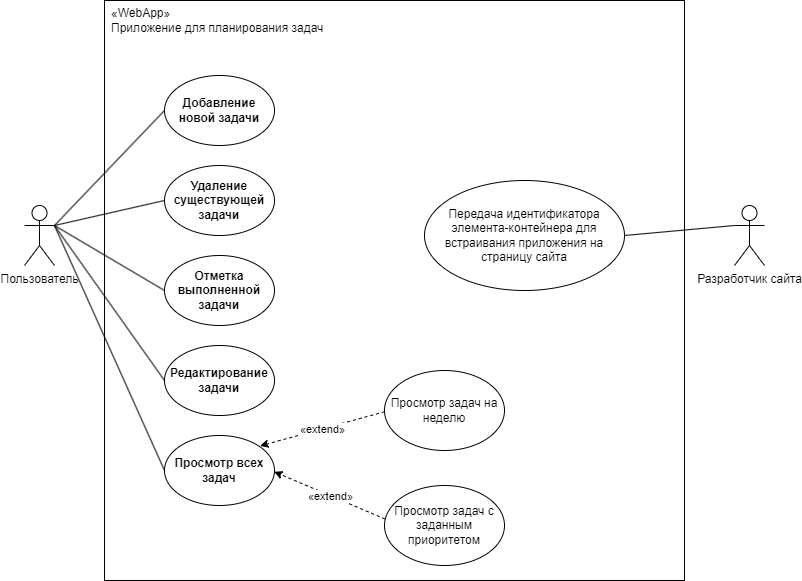 «WebApp»
Приложение для планирования задач
Добавление
новой задачи
Удаление
существующей
задачи
Отметка
выполненной
задачи
Редактирование
задачи
Просмотр всех
задач
Пользователь
Передача идентификатора
элемента-контейнера для
встраивания приложения на
страницу сайта
Разработчик сайта
Просмотр задач на
неделю
«extend»
«extend»
Просмотр задач с
заданным
приоритетом